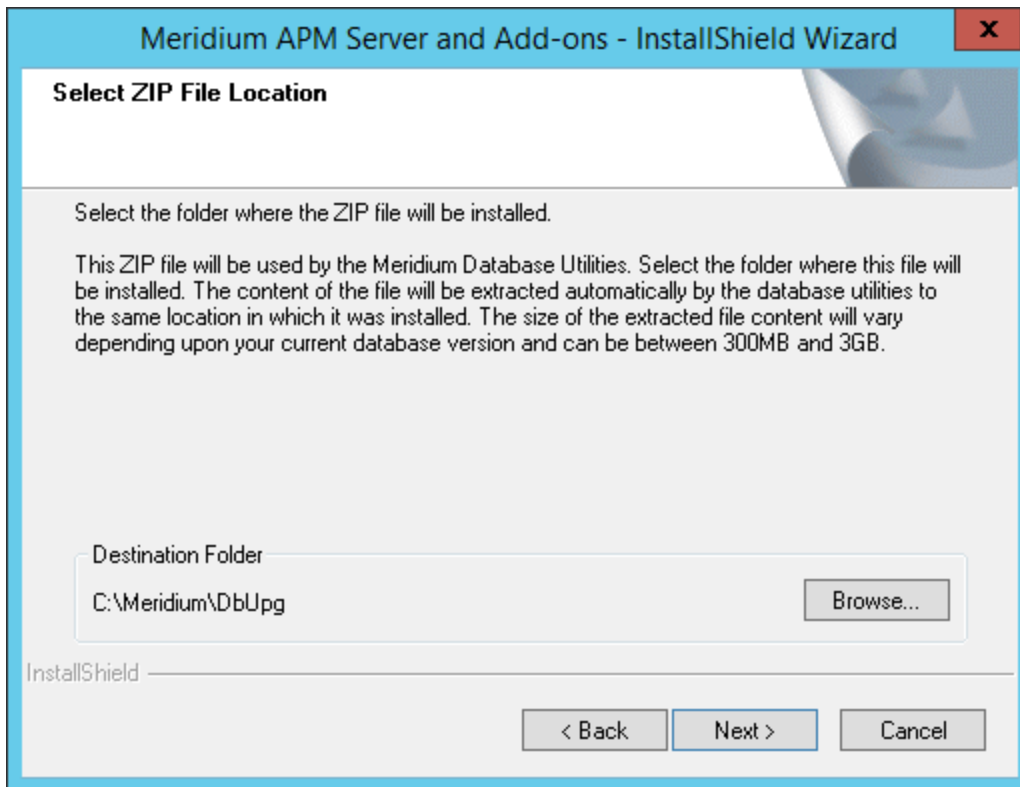 Meridium APM Server and Add-ons - InstallShield Wizard
x
Select ZIP File Location
Select the folder where the ZIP file will be installed.
This ZIP file will be used by the Meridium Database Utilities. Select the folder where this file will
be installed. The content of the file will be extracted automatically by the database utilities to
the same location in which it was installed. The size of the extracted file content will vary
depending upon your current database version and can be between 300MB and 3GB.
Destination Folder
C:\Meridium\DbUpg
Browse...
InstallShield
< Back
Next >
Cancel